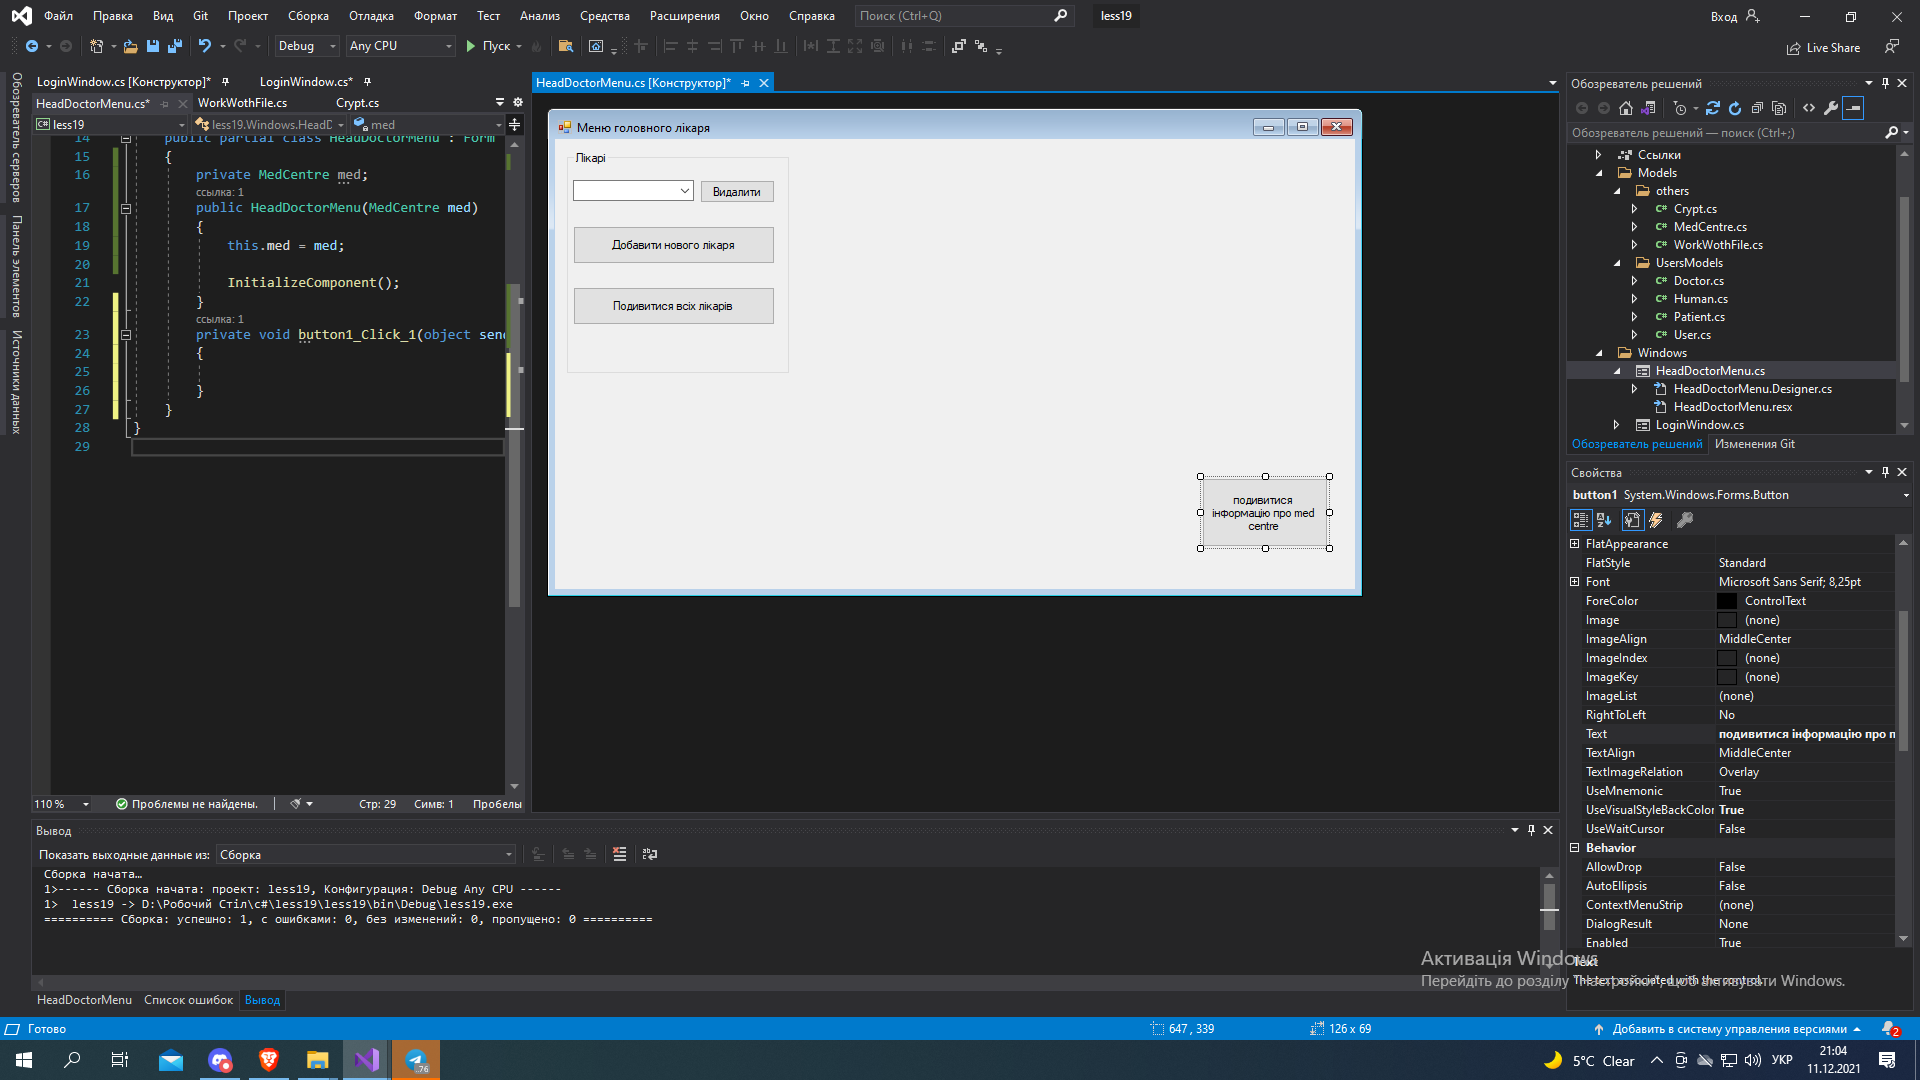 Файл Правка Вид Git Проект Сборка Отладка Формат Тест Анализ Средства Расширения Окно Справка Поиск (Ctrl+Q) less19 Вход
Debug Any CPU Пуск Live Share
LoginWindow.cs [Конструктор]* LoginWindow.cs*
HeadDoctorMenu.cs* WorkWothFile.cs Crypt.cs
less19 less19.Windows.HeadD med
14 public partial class HeadDoctorMenu : Form
15 {
16 private MedCentre med;
ссылка: 1
17 public HeadDoctorMenu(MedCentre med)
18 {
19 this.med = med;
20
21 InitializeComponent();
22 }
ссылка: 1
23 private void button1_Click_1(object send
24 {
25
26 }
27 }
28 }
29
110 % Проблемы не найдены. Стр: 29 Симв: 1 Пробелы
Обозреватель серверов
Панель элементов
Источники данных
HeadDoctorMenu.cs [Конструктор]*
Меню головного лікаря
Лікарі
Видалити
Добавити нового лікаря
Подивитися всіх лікарів
подивитися
інформацію про med
centre
Обозреватель решений
Обозреватель решений — поиск (Ctrl+;)
Ссылки
Models
others
C# Crypt.cs
C# MedCentre.cs
C# WorkWothFile.cs
UsersModels
C# Doctor.cs
C# Human.cs
C# Patient.cs
C# User.cs
Windows
HeadDoctorMenu.cs
HeadDoctorMenu.Designer.cs
HeadDoctorMenu.resx
LoginWindow.cs
Обозреватель решений Изменения Git
Свойства
button1 System.Windows.Forms.Button
FlatAppearance
FlatStyle Standard
Font Microsoft Sans Serif; 8,25pt
ForeColor ControlText
Image (none)
ImageAlign MiddleCenter
ImageIndex (none)
ImageKey (none)
ImageList (none)
RightToLeft No
Text подивитися інформацію про m
TextAlign MiddleCenter
TextImageRelation Overlay
UseMnemonic True
UseVisualStyleBackColor True
UseWaitCursor False
Behavior
AllowDrop False
AutoEllipsis False
ContextMenuStrip (none)
DialogResult None
Enabled True
Text
The text associated with the control.
Активація Windows
Перейдіть до розділу "Настройки", щоб активувати Windows.
Вывод
Показать выходные данные из: Сборка
Сборка начата…
1>------ Сборка начата: проект: less19, Конфигурация: Debug Any CPU ------
1> less19 -> D:\Робочий Стіл\c#\less19\less19\bin\Debug\less19.exe
========== Сборка: успешно: 1, с ошибками: 0, без изменений: 0, пропущено: 0 ==========
HeadDoctorMenu Список ошибок Вывод
Готово 647 , 339 126 x 69 Добавить в систему управления версиями 2
76 5°C Clear УКР 21:04
11.12.2021